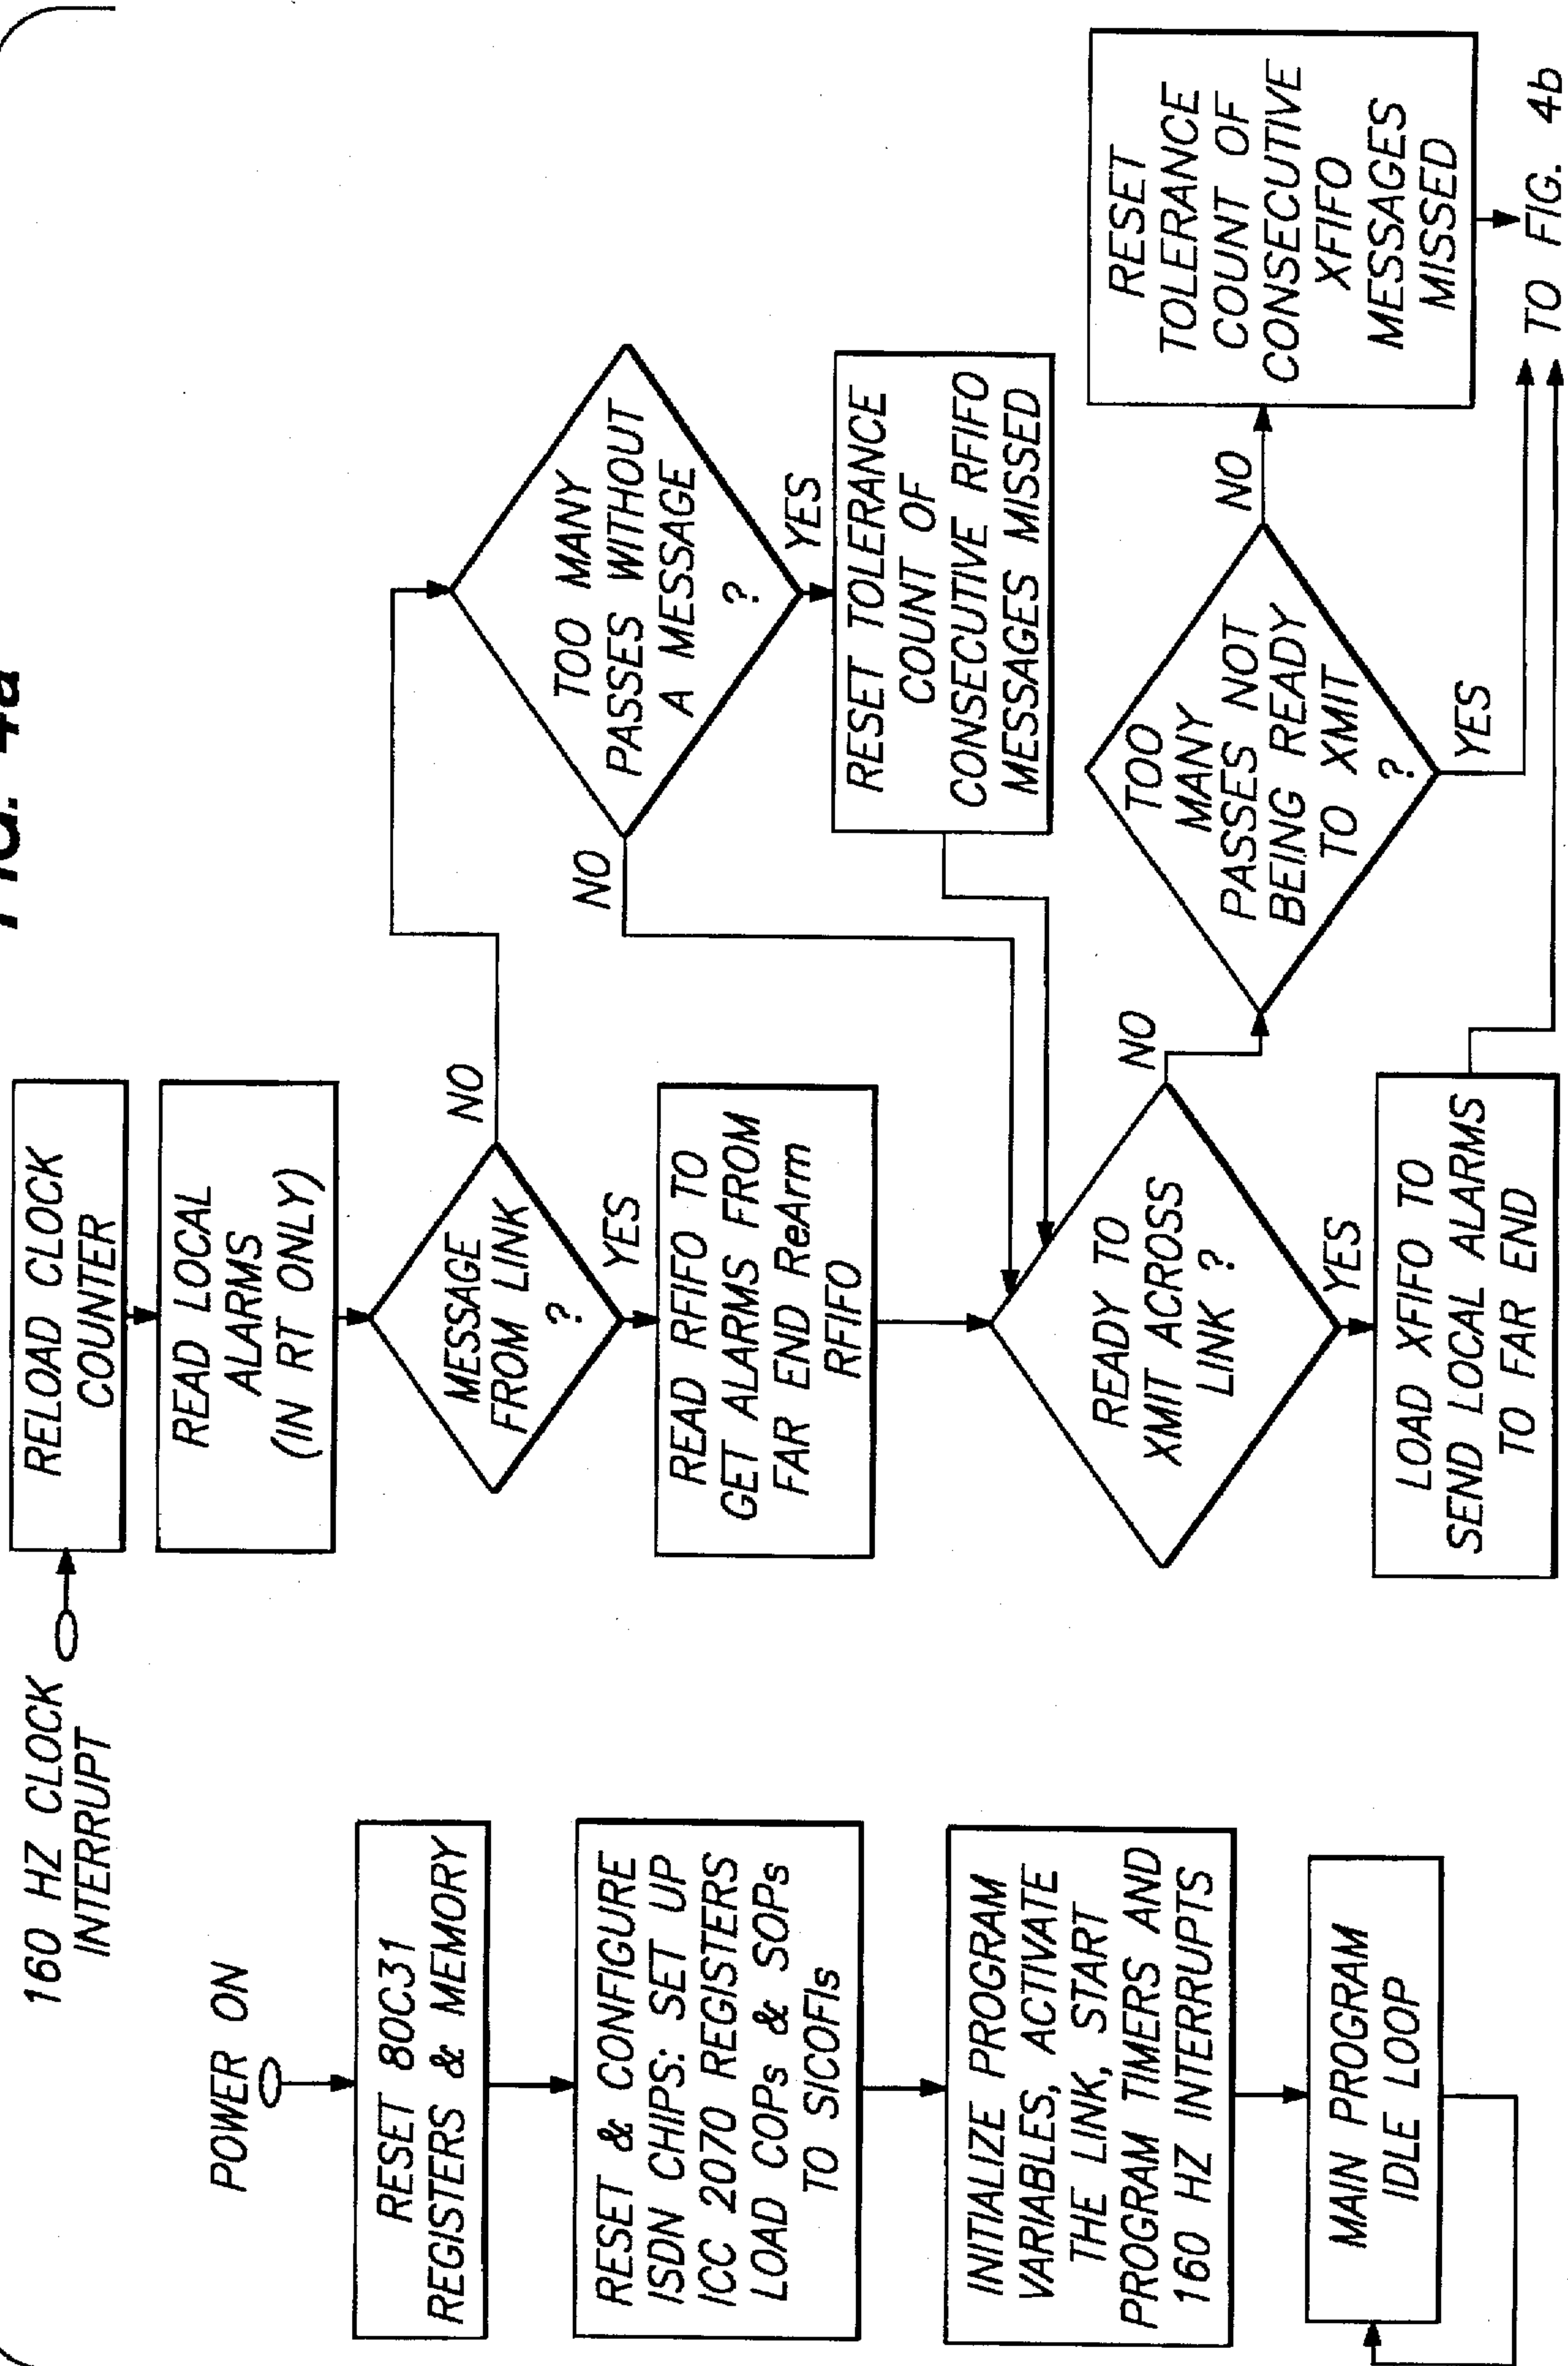 FIG. 4a
160 HZ CLOCK
INTERRUPT
POWER ON
RESET 80C31
REGISTERS & MEMORY
RESET & CONFIGURE
ISDN CHIPS: SET UP
ICC 2070 REGISTERS
LOAD COPs & SOPs
TO SICOFIs
INITIALIZE PROGRAM
VARIABLES, ACTIVATE
THE LINK, START
PROGRAM TIMERS AND
160 HZ INTERRUPTS
MAIN PROGRAM
IDLE LOOP
RELOAD CLOCK
COUNTER
READ LOCAL
ALARMS
(IN RT ONLY)
MESSAGE
FROM LINK
?
NO
YES
READ RFIFO TO
GET ALARMS FROM
FAR END ReArm
RFIFO
READY TO
XMIT ACROSS
LINK ?
NO
YES
LOAD XFIFO TO
SEND LOCAL ALARMS
TO FAR END
TOO MANY
PASSES WITHOUT
A MESSAGE
?
NO
YES
RESET TOLERANCE
COUNT OF
CONSECUTIVE RFIFO
MESSAGES MISSED
TOO
MANY
PASSES NOT
BEING READY
TO XMIT
?
NO
YES
RESET
TOLERANCE
COUNT OF
CONSECUTIVE
XFIFO
MESSAGES
MISSED
TO FIG. 4b